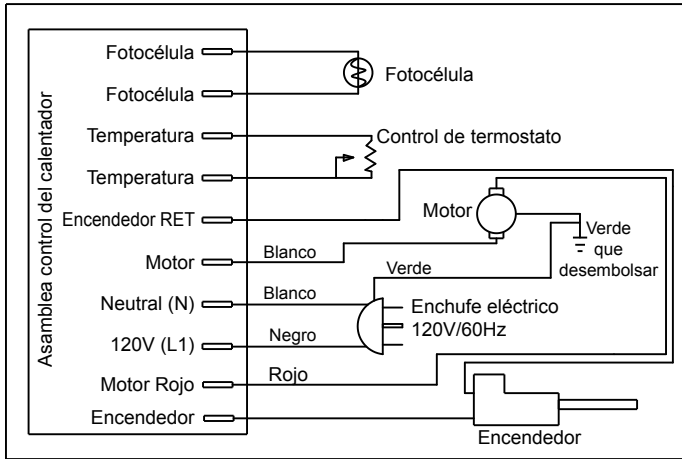 Asamblea control del calentador
Fotocélula
Fotocélula
Fotocélula
Temperatura
Control de termostato
Temperatura
Encendedor RET
Motor
Verde
que
desembolsar
Motor
Blanco
Verde
Neutral (N)
Blanco
Enchufe eléctrico
120V/60Hz
120V (L1)
Negro
Motor Rojo
Rojo
Encendedor
Encendedor